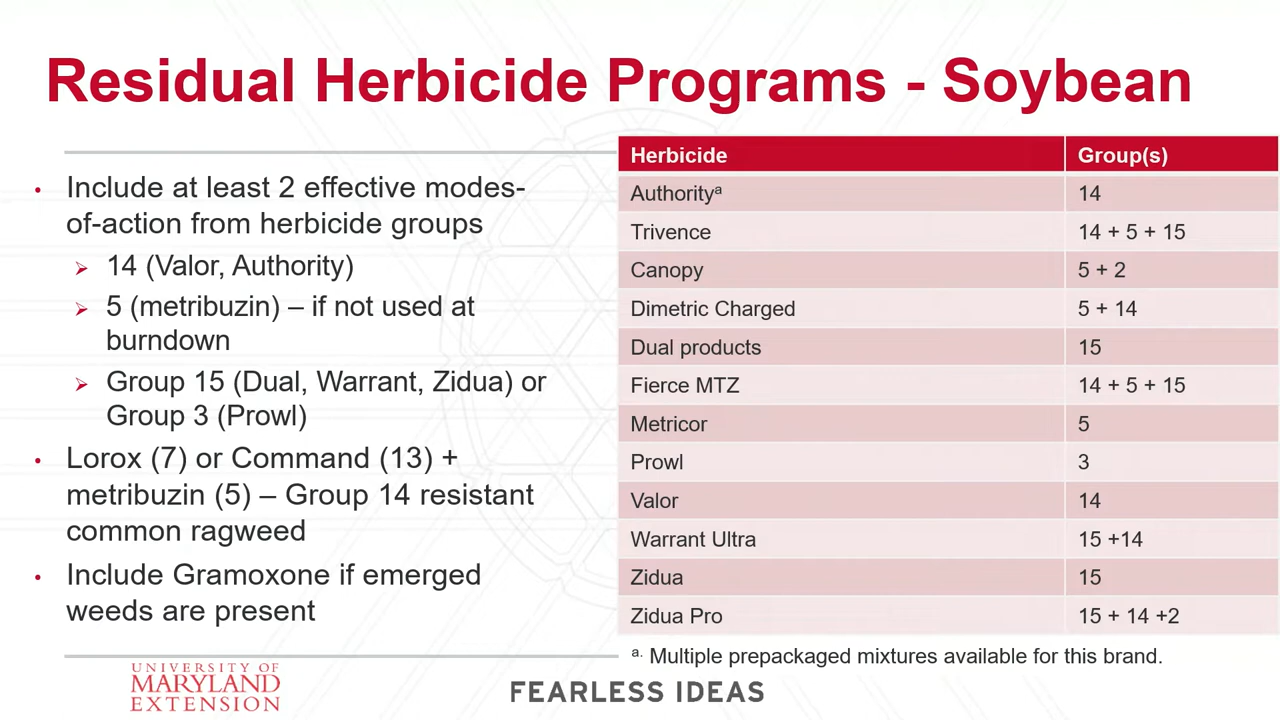 Residual Herbicide Programs - Soybean
• Include at least 2 effective modes-
of-action from herbicide groups
➢ 14 (Valor, Authority)
➢ 5 (metribuzin) – if not used at
burndown
➢ Group 15 (Dual, Warrant, Zidua) or
Group 3 (Prowl)
• Lorox (7) or Command (13) +
metribuzin (5) – Group 14 resistant
common ragweed
• Include Gramoxone if emerged
weeds are present
Herbicide Group(s)
Authorityᵃ 14
Trivence 14 + 5 + 15
Canopy 5 + 2
Dimetric Charged 5 + 14
Dual products 15
Fierce MTZ 14 + 5 + 15
Metricor 5
Prowl 3
Valor 14
Warrant Ultra 15 +14
Zidua 15
Zidua Pro 15 + 14 +2
a. Multiple prepackaged mixtures available for this brand.
UNIVERSITY OF
MARYLAND
EXTENSION
FEARLESS IDEAS